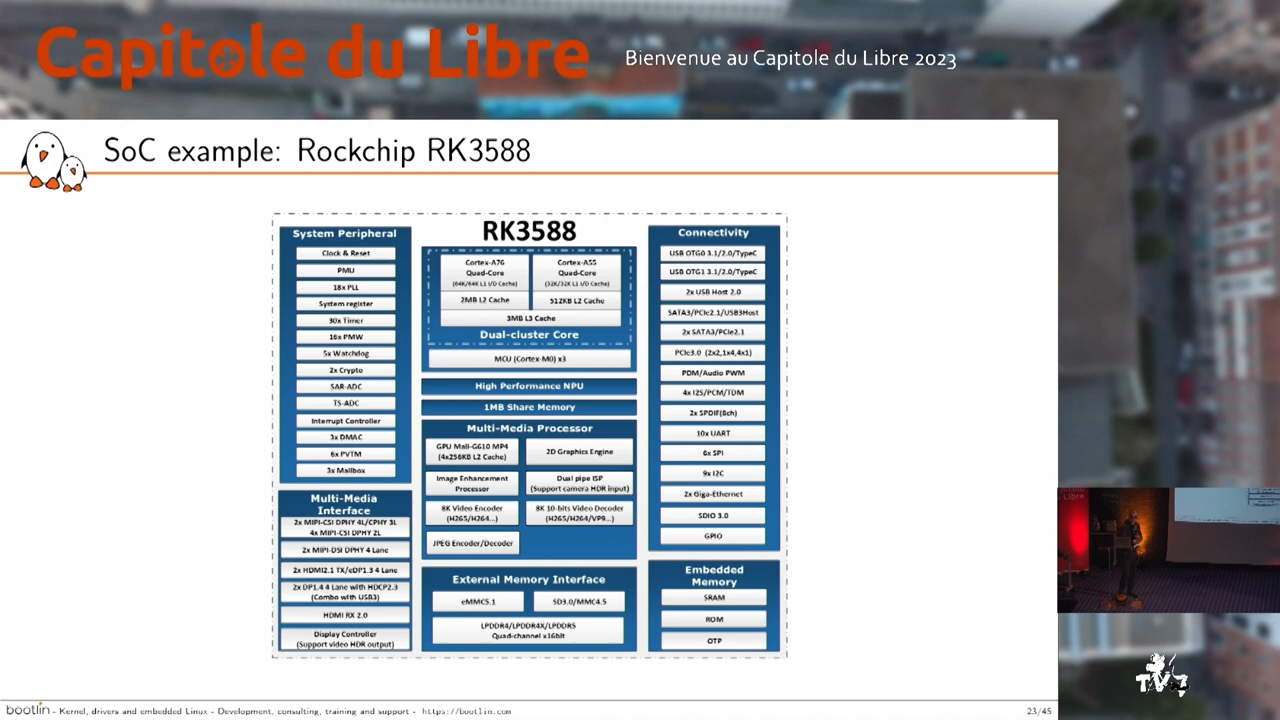 Capitole du Libre
Bienvenue au Capitole du Libre 2023
SoC example: Rockchip RK3588
RK3588
System Peripheral
Clock & Reset
PMU
18x PLL
System register
30x Timer
16x PMW
5x Watchdog
2x Crypto
SAR-ADC
TS-ADC
Interrupt Controller
3x DMAC
6x PVTM
3x Mailbox
Multi-Media
Interface
2x MIPI-CSI DPHY 4L/CPHY 3L
4x MIPI-CSI DPHY 2L
2x MIPI-DSI DPHY 4 Lane
2x HDMI2.1 TX/eDP1.3 4 Lane
2x DP1.4 4 Lane with HDCP2.3
(Combo with USB3)
HDMI RX 2.0
Display Controller
(Support video HDR output)
Cortex-A76
Quad-Core
(64K/64K L1 I/D Cache)
2MB L2 Cache
Cortex-A55
Quad-Core
(32K/32K L1 I/D Cache)
512KB L2 Cache
3MB L3 Cache
Dual-cluster Core
MCU (Cortex-M0) x3
High Performance NPU
1MB Share Memory
Multi-Media Processor
GPU Mali-G610 MP4
(4x256KB L2 Cache)
2D Graphics Engine
Image Enhancement
Processor
Dual pipe ISP
(Support camera HDR input)
8K Video Encoder
(H265/H264...)
8K 10-bits Video Decoder
(H265/H264/VP9...)
JPEG Encoder/Decoder
External Memory Interface
eMMC5.1
SD3.0/MMC4.5
LPDDR4/LPDDR4X/LPDDR5
Quad-channel x16bit
Connectivity
USB OTG0 3.1/2.0/TypeC
USB OTG1 3.1/2.0/TypeC
2x USB Host 2.0
SATA3/PCIe2.1/USB3Host
2x SATA3/PCIe2.1
PCIe3.0 (2x2,1x4,4x1)
PDM/Audio PWM
4x I2S/PCM/TDM
2x SPDIF(8ch)
10x UART
6x SPI
9x I2C
2x Giga-Ethernet
SDIO 3.0
GPIO
Embedded
Memory
SRAM
ROM
OTP
bootlin - Kernel, drivers and embedded Linux - Development, consulting, training and support - https://bootlin.com
23/45
TV7